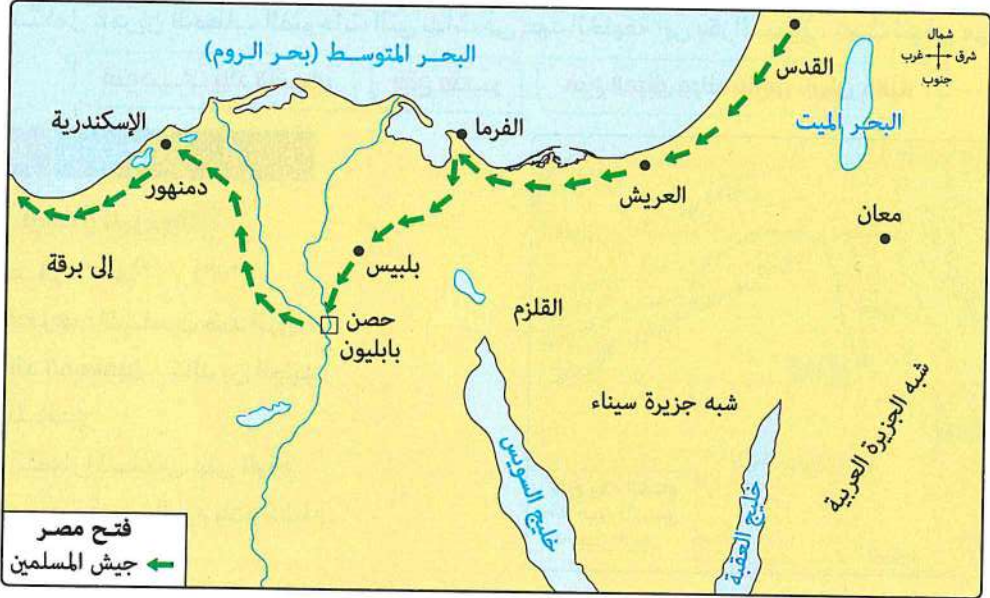 البحر المتوسط (بحر الروم)
شمال
شرق
غرب
جنوب
القدس
البحر الميت
الإسكندرية
الفرما
دمنهور
العريش
معان
إلى برقة
بلبيس
القلزم
حصن
بابليون
شبه جزيرة سيناء
شبه الجزيرة العربية
خليج السويس
خليج العقبة
فتح مصر
جيش المسلمين